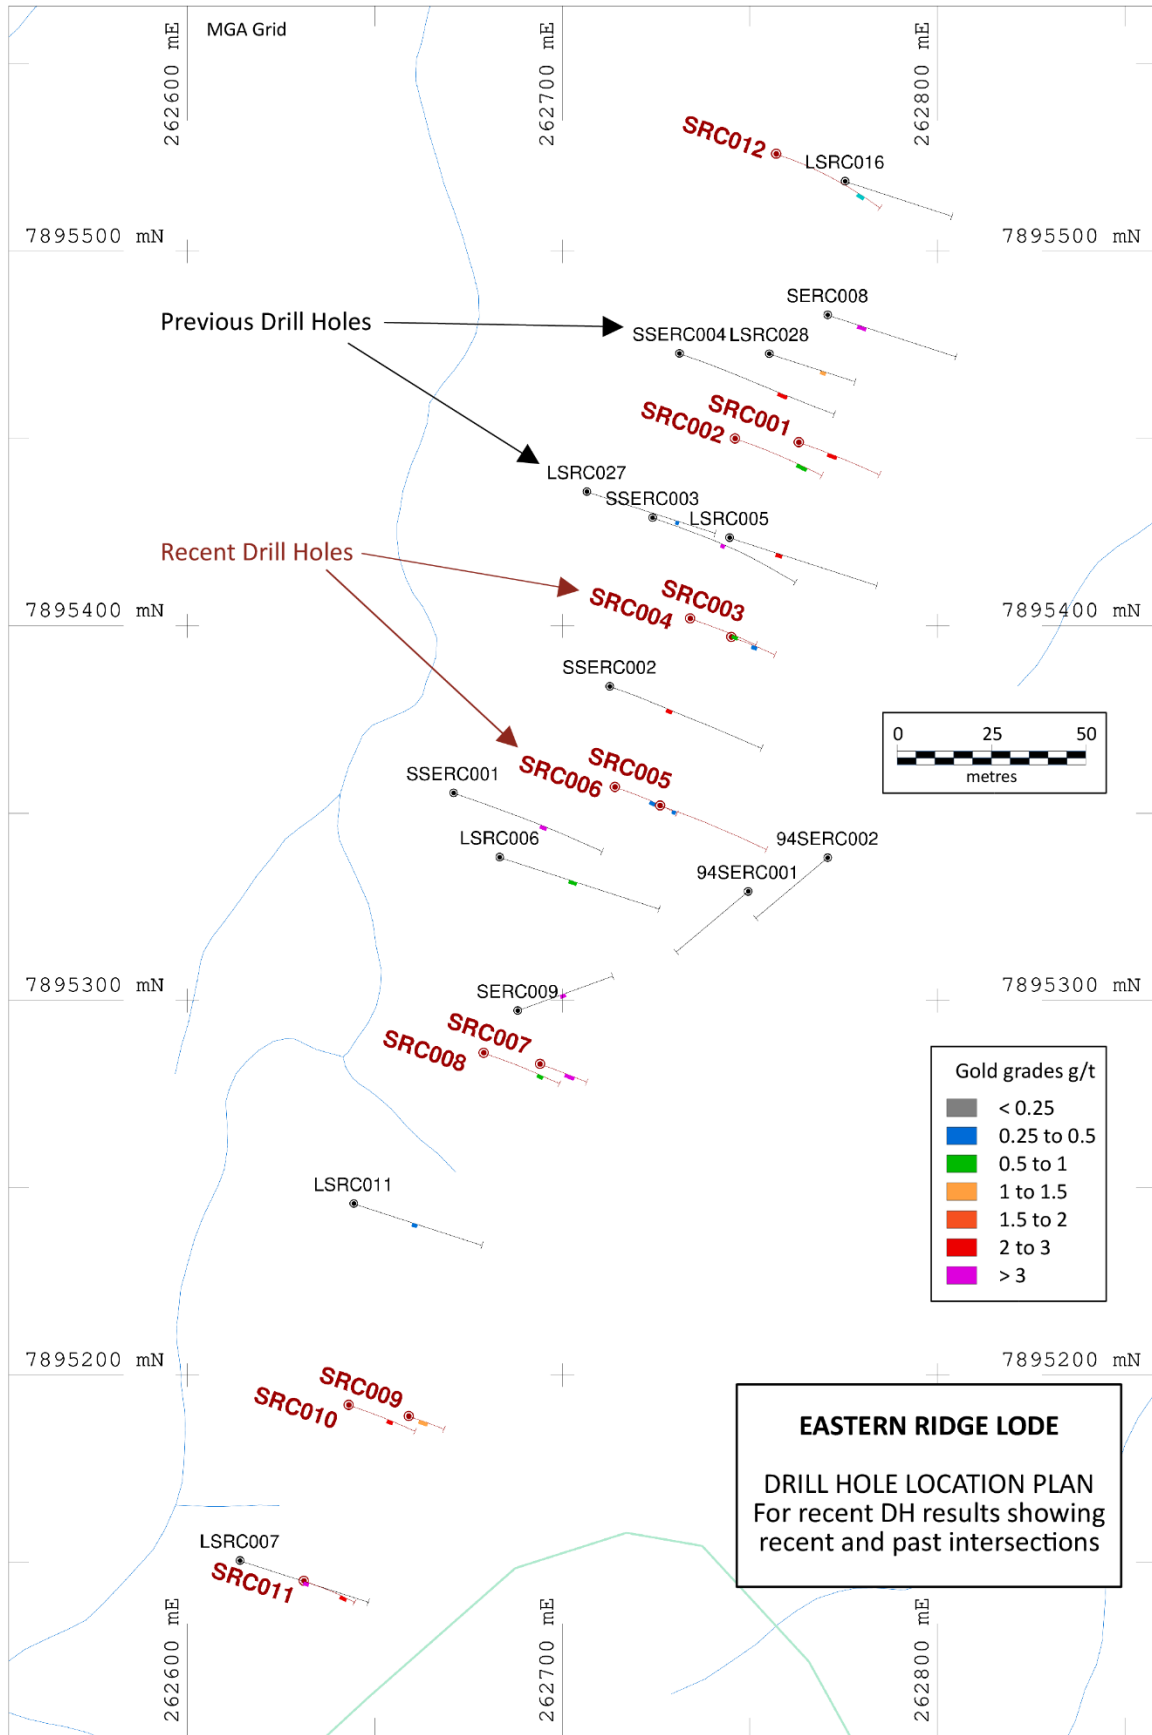 MGA Grid
262600 mE
262700 mE
262800 mE
SRC012
LSRC016
7895500 mN
7895500 mN
SERC008
Previous Drill Holes
SSERC004
LSRC028
SRC001
SRC002
LSRC027
SSERC003
LSRC005
Recent Drill Holes
SRC003
SRC004
7895400 mN
7895400 mN
SSERC002
0 25 50
metres
SRC005
SRC006
SSERC001
LSRC006
94SERC002
94SERC001
SERC009
7895300 mN
7895300 mN
SRC007
SRC008
Gold grades g/t
< 0.25
0.25 to 0.5
0.5 to 1
1 to 1.5
1.5 to 2
2 to 3
> 3
LSRC011
7895200 mN
7895200 mN
SRC009
SRC010
EASTERN RIDGE LODE
DRILL HOLE LOCATION PLAN
For recent DH results showing
recent and past intersections
LSRC007
SRC011
262600 mE
262700 mE
262800 mE